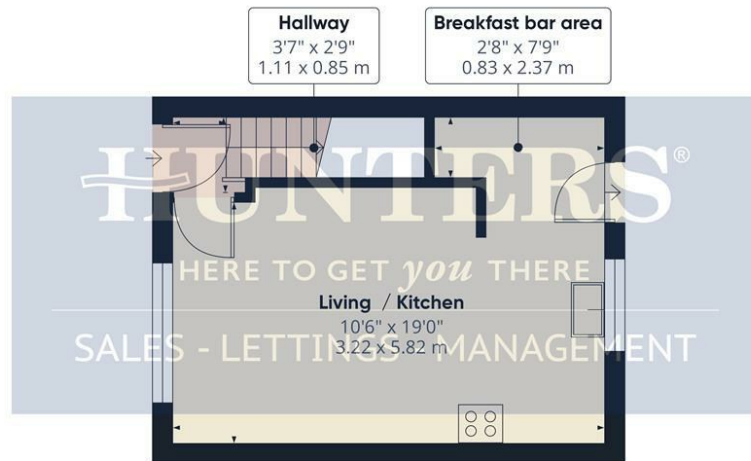 Hallway
3'7" x 2'9"
1.11 x 0.85 m
Breakfast bar area
2'8" x 7'9"
0.83 x 2.37 m
HUNTERS®
HERE TO GET you THERE
Living / Kitchen
10'6" x 19'0"
3.22 x 5.82 m
SALES - LETTINGS - MANAGEMENT